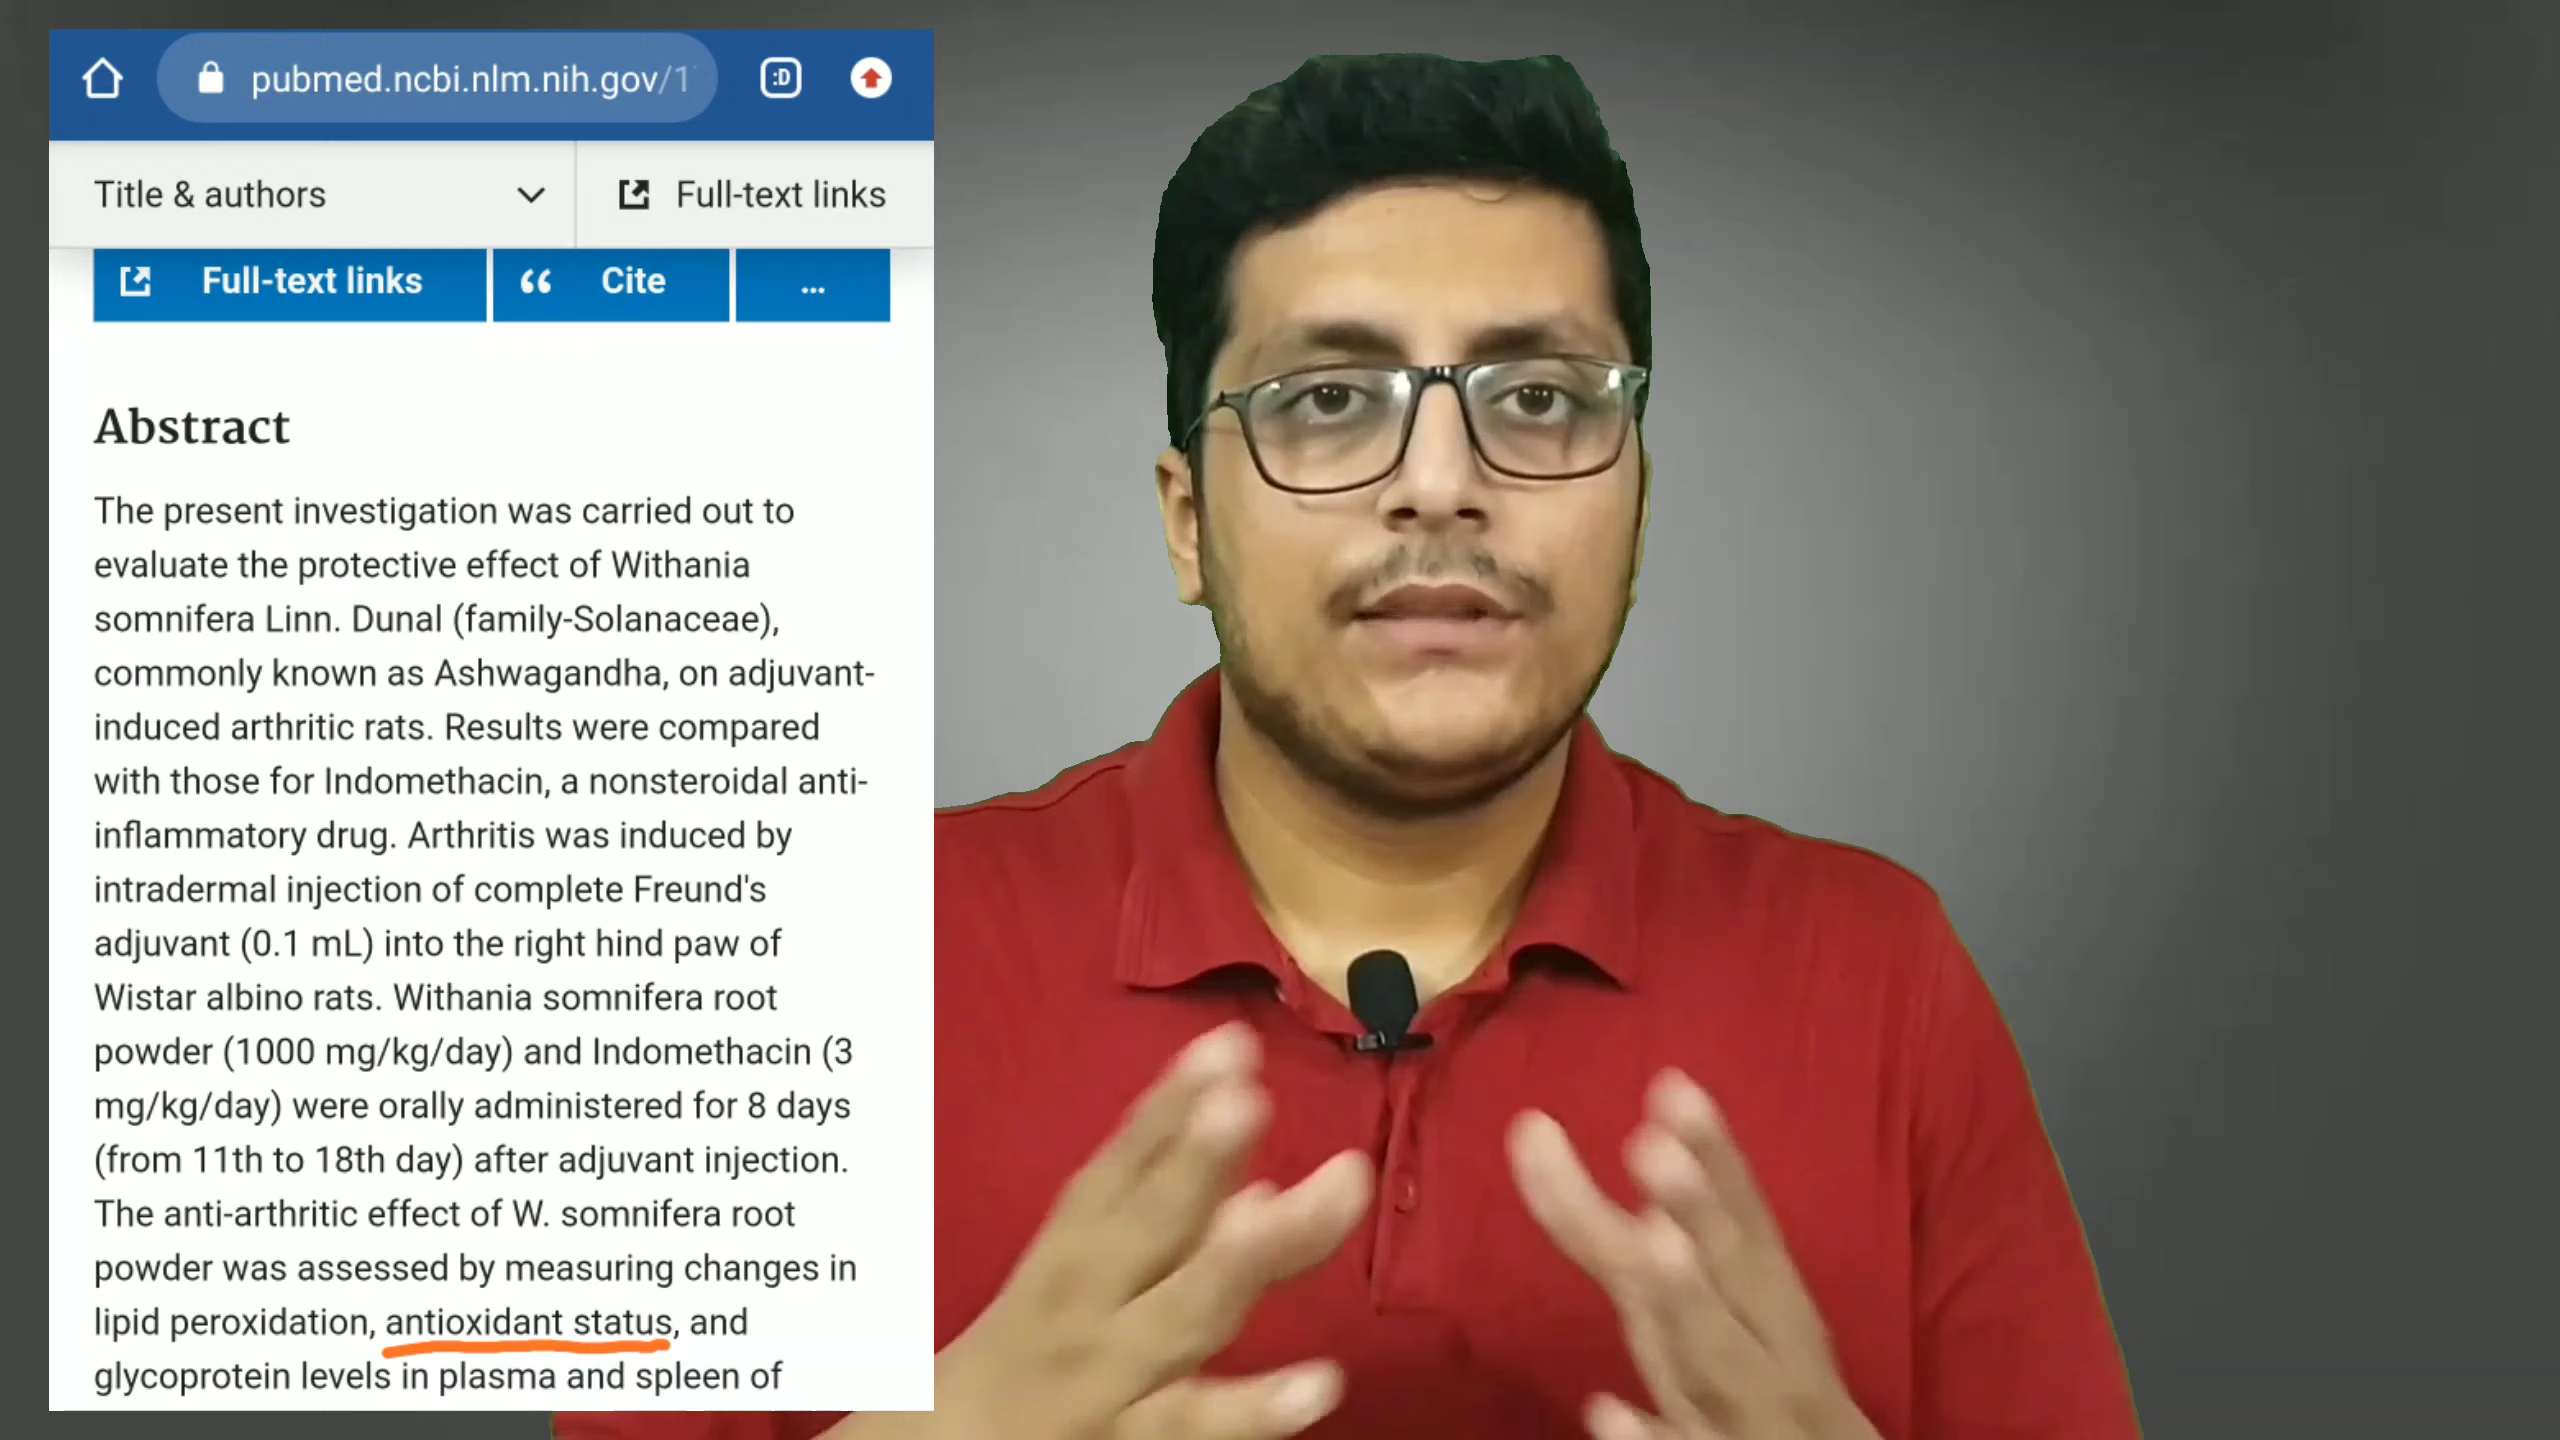 pubmed.ncbi.nlm.nih.gov/1
:D
Title & authors
Full-text links
Full-text links
Cite
...
Abstract
The present investigation was carried out to
evaluate the protective effect of Withania
somnifera Linn. Dunal (family-Solanaceae),
commonly known as Ashwagandha, on adjuvant-
induced arthritic rats. Results were compared
with those for Indomethacin, a nonsteroidal anti-
inflammatory drug. Arthritis was induced by
intradermal injection of complete Freund's
adjuvant (0.1 mL) into the right hind paw of
Wistar albino rats. Withania somnifera root
powder (1000 mg/kg/day) and Indomethacin (3
mg/kg/day) were orally administered for 8 days
(from 11th to 18th day) after adjuvant injection.
The anti-arthritic effect of W. somnifera root
powder was assessed by measuring changes in
lipid peroxidation, antioxidant status, and
glycoprotein levels in plasma and spleen of